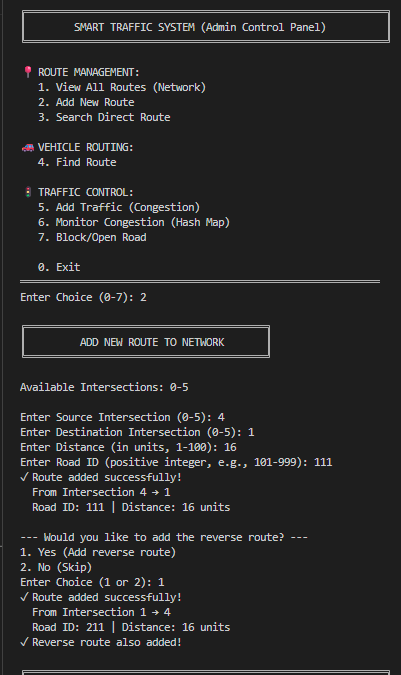 SMART TRAFFIC SYSTEM (Admin Control Panel)
ROUTE MANAGEMENT:
1. View All Routes (Network)
2. Add New Route
3. Search Direct Route
VEHICLE ROUTING:
4. Find Route
TRAFFIC CONTROL:
5. Add Traffic (Congestion)
6. Monitor Congestion (Hash Map)
7. Block/Open Road
0. Exit
Enter Choice (0-7): 2
ADD NEW ROUTE TO NETWORK
Available Intersections: 0-5
Enter Source Intersection (0-5): 4
Enter Destination Intersection (0-5): 1
Enter Distance (in units, 1-100): 16
Enter Road ID (positive integer, e.g., 101-999): 111
✓ Route added successfully!
From Intersection 4 → 1
Road ID: 111 | Distance: 16 units
--- Would you like to add the reverse route? ---
1. Yes (Add reverse route)
2. No (Skip)
Enter Choice (1 or 2): 1
✓ Route added successfully!
From Intersection 1 → 4
Road ID: 211 | Distance: 16 units
✓ Reverse route also added!